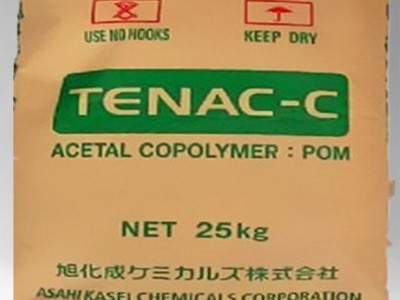 USE NO HOOKS KEEP DRY
TENAC-C
ACETAL COPOLYMER : POM
NET 25kg
旭化成ケミカルズ株式会社
ASAHI KASEI CHEMICALS CORPORATION